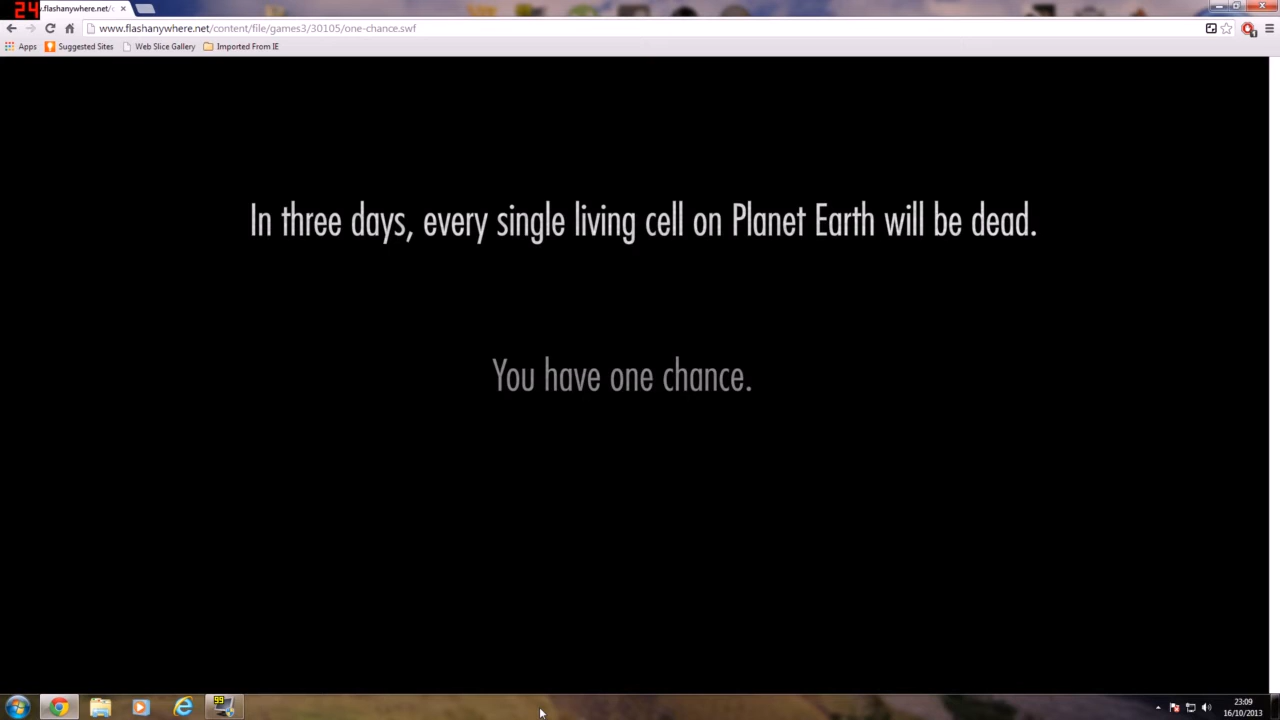 24
.flashanywhere.net/
www.flashanywhere.net/content/file/games3/30105/one-chance.swf
Apps Suggested Sites Web Slice Gallery Imported From IE
In three days, every single living cell on Planet Earth will be dead.
You have one chance.
99
23:09
16/10/2013